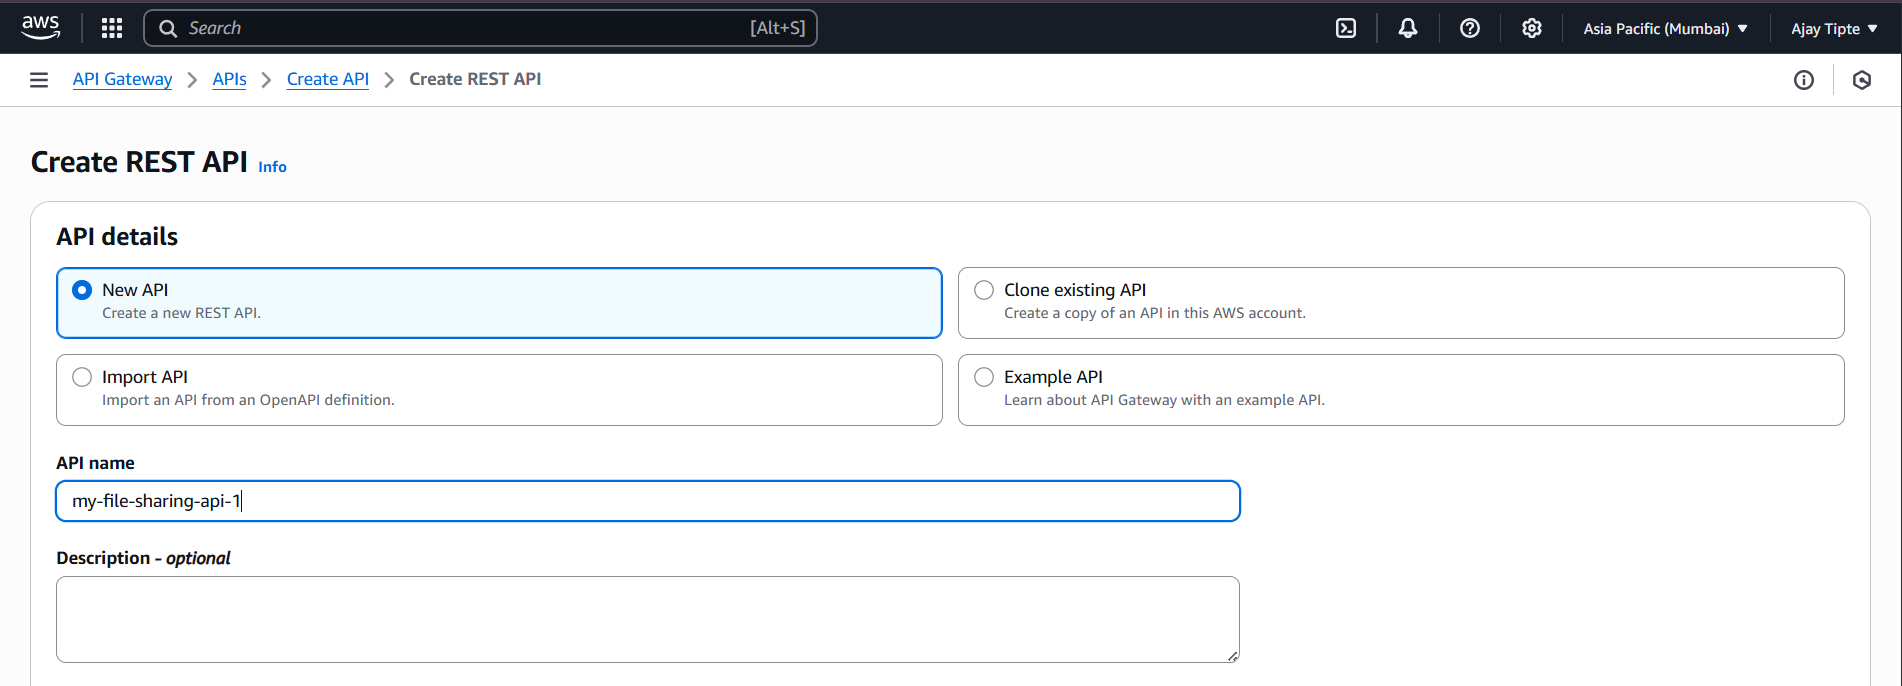 aws Search [Alt+S] Asia Pacific (Mumbai) Ajay Tipte
API Gateway APIs Create API Create REST API
Create REST API Info
API details
New API
Create a new REST API.
Clone existing API
Create a copy of an API in this AWS account.
Import API
Import an API from an OpenAPI definition.
Example API
Learn about API Gateway with an example API.
API name
my-file-sharing-api-1
Description - optional